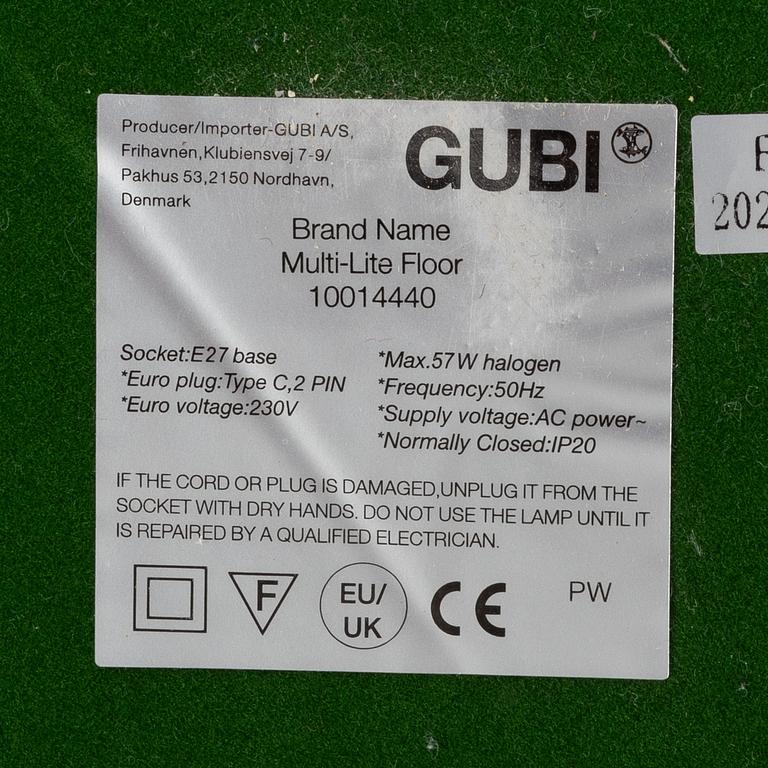 Producer/Importer-GUBI A/S,
Frihavnen,Klubiensvej 7-9/
Pakhus 53,2150 Nordhavn,
Denmark
GUBI
Brand Name
Multi-Lite Floor
10014440
Socket:E27 base
*Euro plug:Type C,2 PIN
*Euro voltage:230V
*Max.57W halogen
*Frequency:50Hz
*Supply voltage:AC power~
*Normally Closed:IP20
IF THE CORD OR PLUG IS DAMAGED,UNPLUG IT FROM THE
SOCKET WITH DRY HANDS. DO NOT USE THE LAMP UNTIL IT
IS REPAIRED BY A QUALIFIED ELECTRICIAN.
F
EU/
UK
CE
PW
202